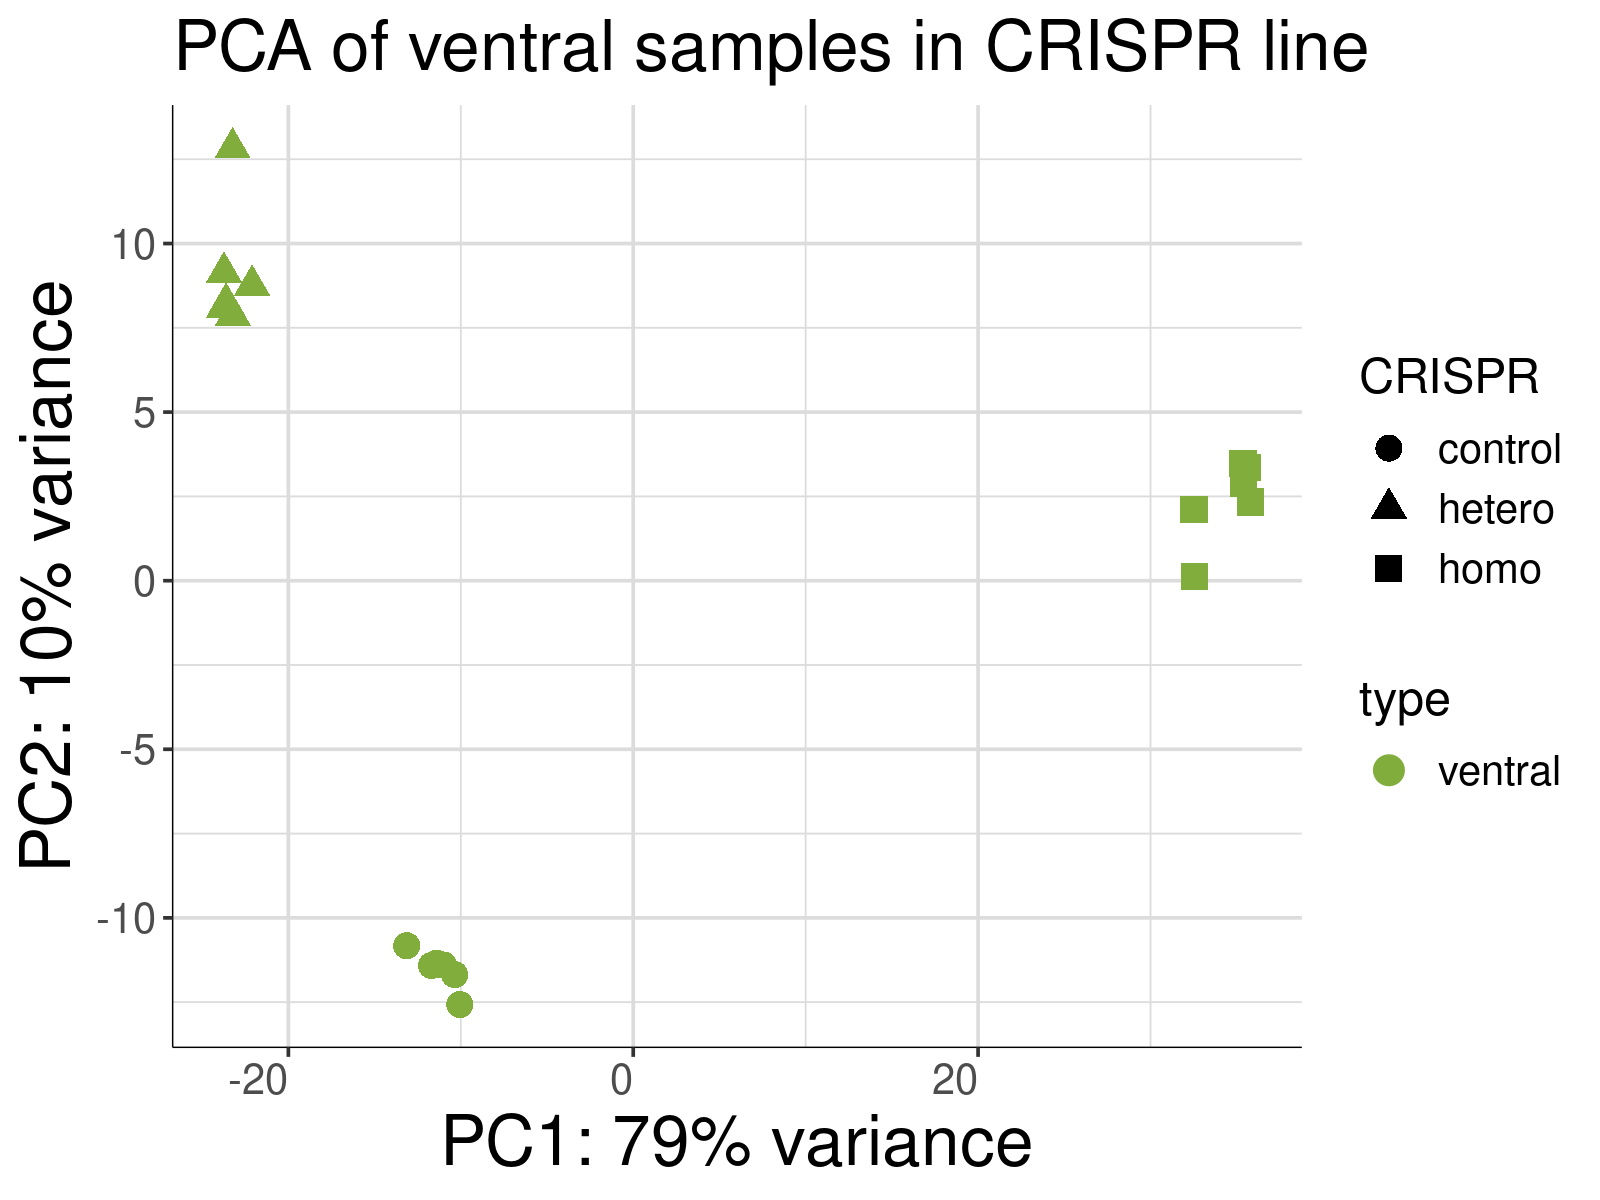 PCA of ventral samples in CRISPR line
PC2: 10% variance
10
5
0
-5
-10
-20
0
20
PC1: 79% variance
CRISPR
control
hetero
homo
type
ventral